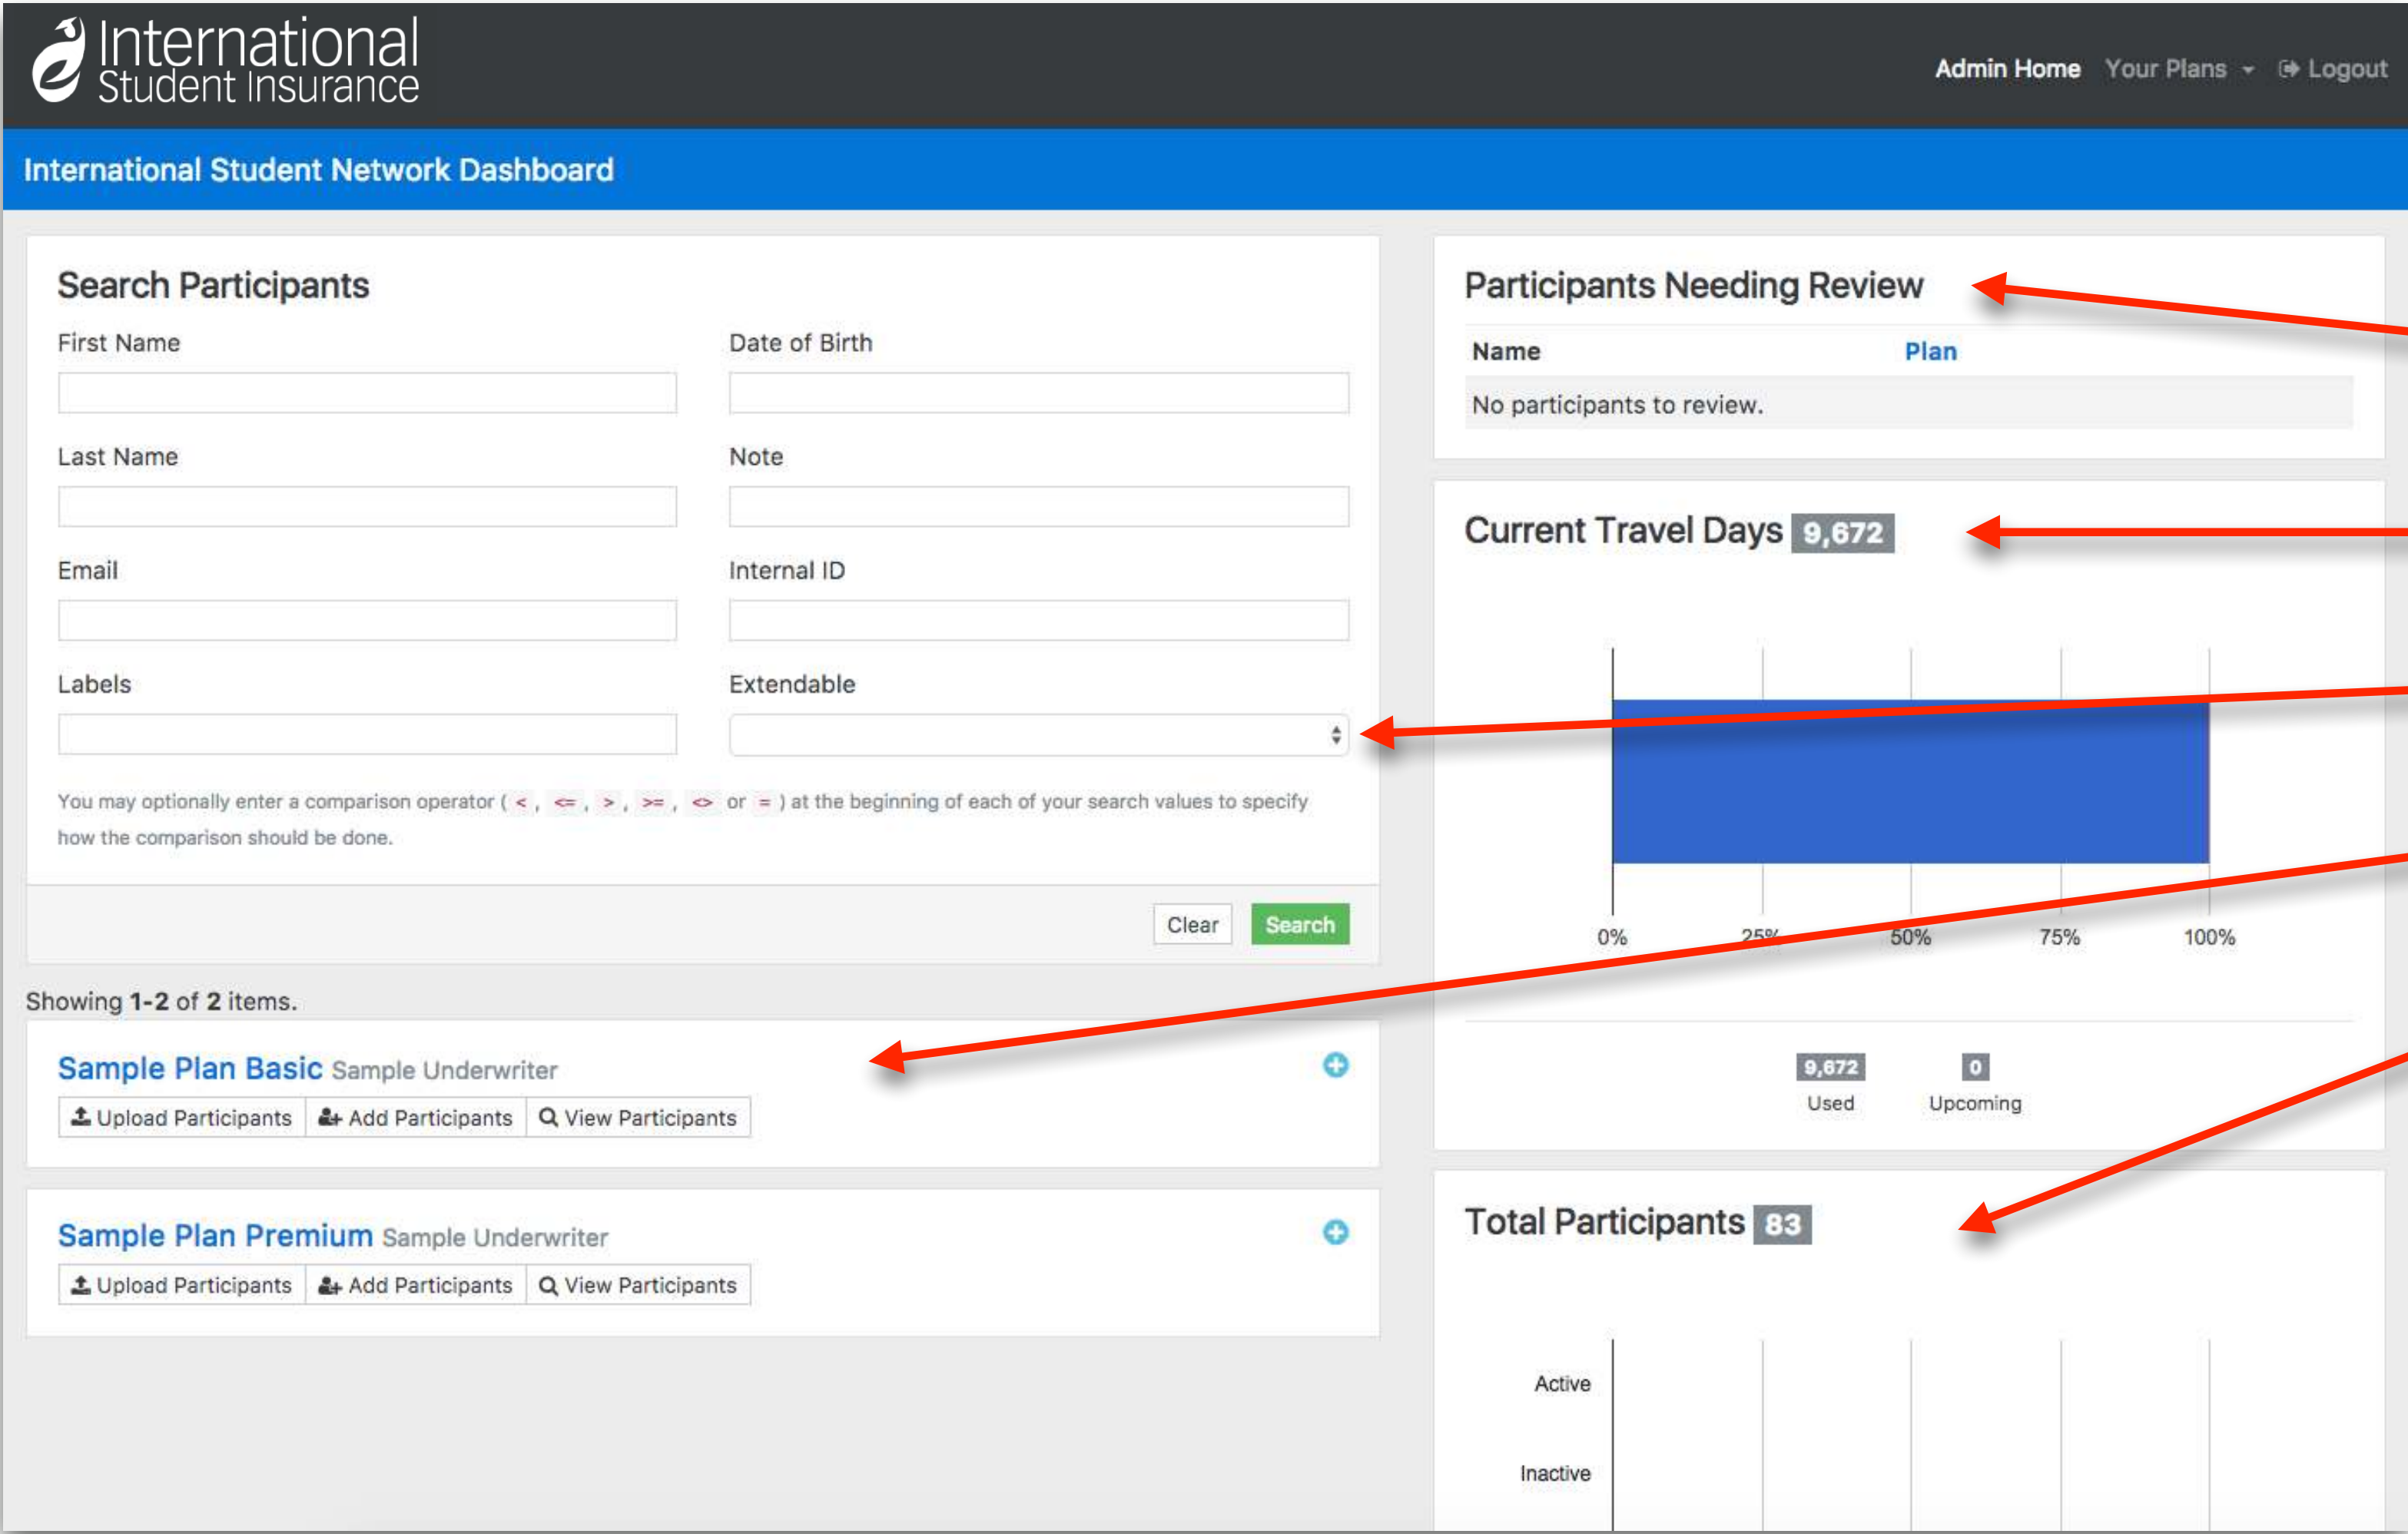 International
Student Insurance
Admin Home Your Plans Logout
International Student Network Dashboard
Search Participants
First Name
Date of Birth
Last Name
Note
Email
Internal ID
Labels
Extendable
You may optionally enter a comparison operator ( < , <= , > , >= , <> or = ) at the beginning of each of your search values to specify
how the comparison should be done.
Clear Search
Showing 1-2 of 2 items.
Sample Plan Basic Sample Underwriter
Upload Participants Add Participants View Participants
Sample Plan Premium Sample Underwriter
Upload Participants Add Participants View Participants
Participants Needing Review
Name Plan
No participants to review.
Current Travel Days 9,672
0% 25% 50% 75% 100%
9,672 0
Used Upcoming
Total Participants 83
Active
Inactive